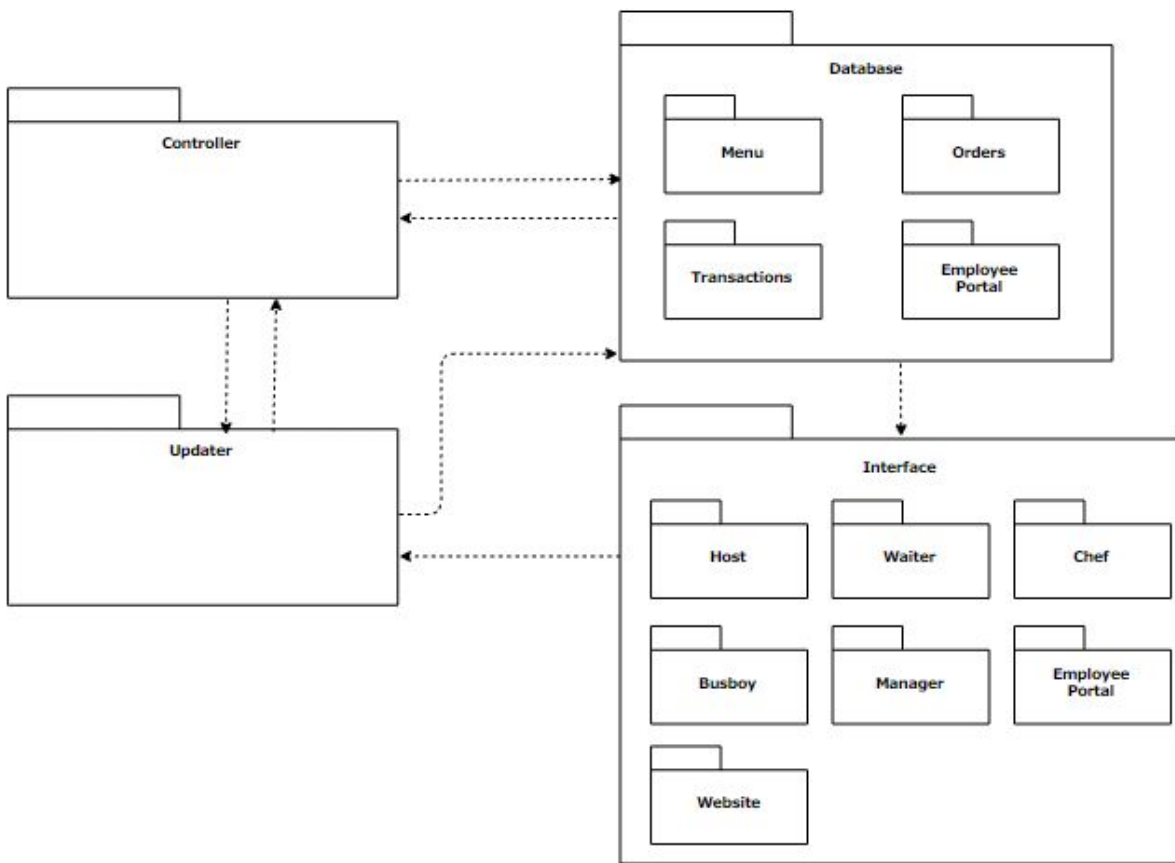 Database
Menu
Orders
Controller
Transactions
Employee
Portal
Updater
Interface
Host
Waiter
Chef
Busboy
Manager
Employee
Portal
Website